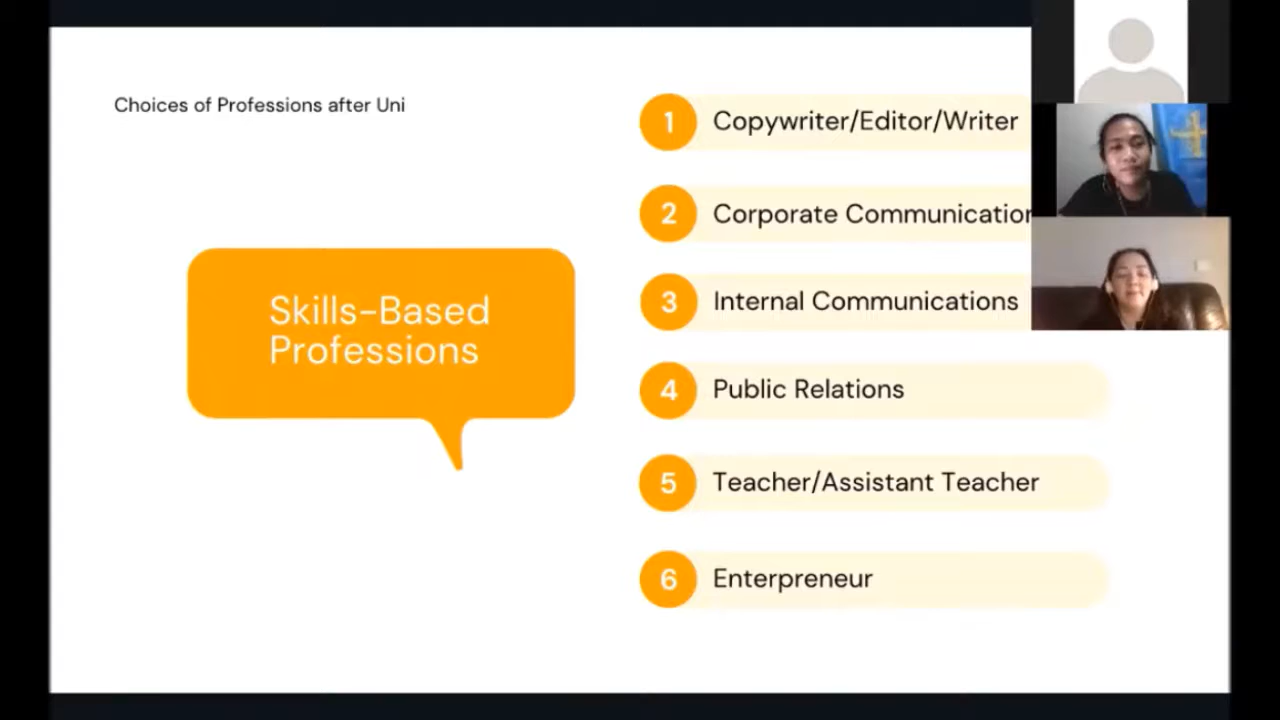 Choices of Professions after Uni
Skills-Based
Professions
1 Copywriter/Editor/Writer
2 Corporate Communication
3 Internal Communications
4 Public Relations
5 Teacher/Assistant Teacher
6 Enterpreneur